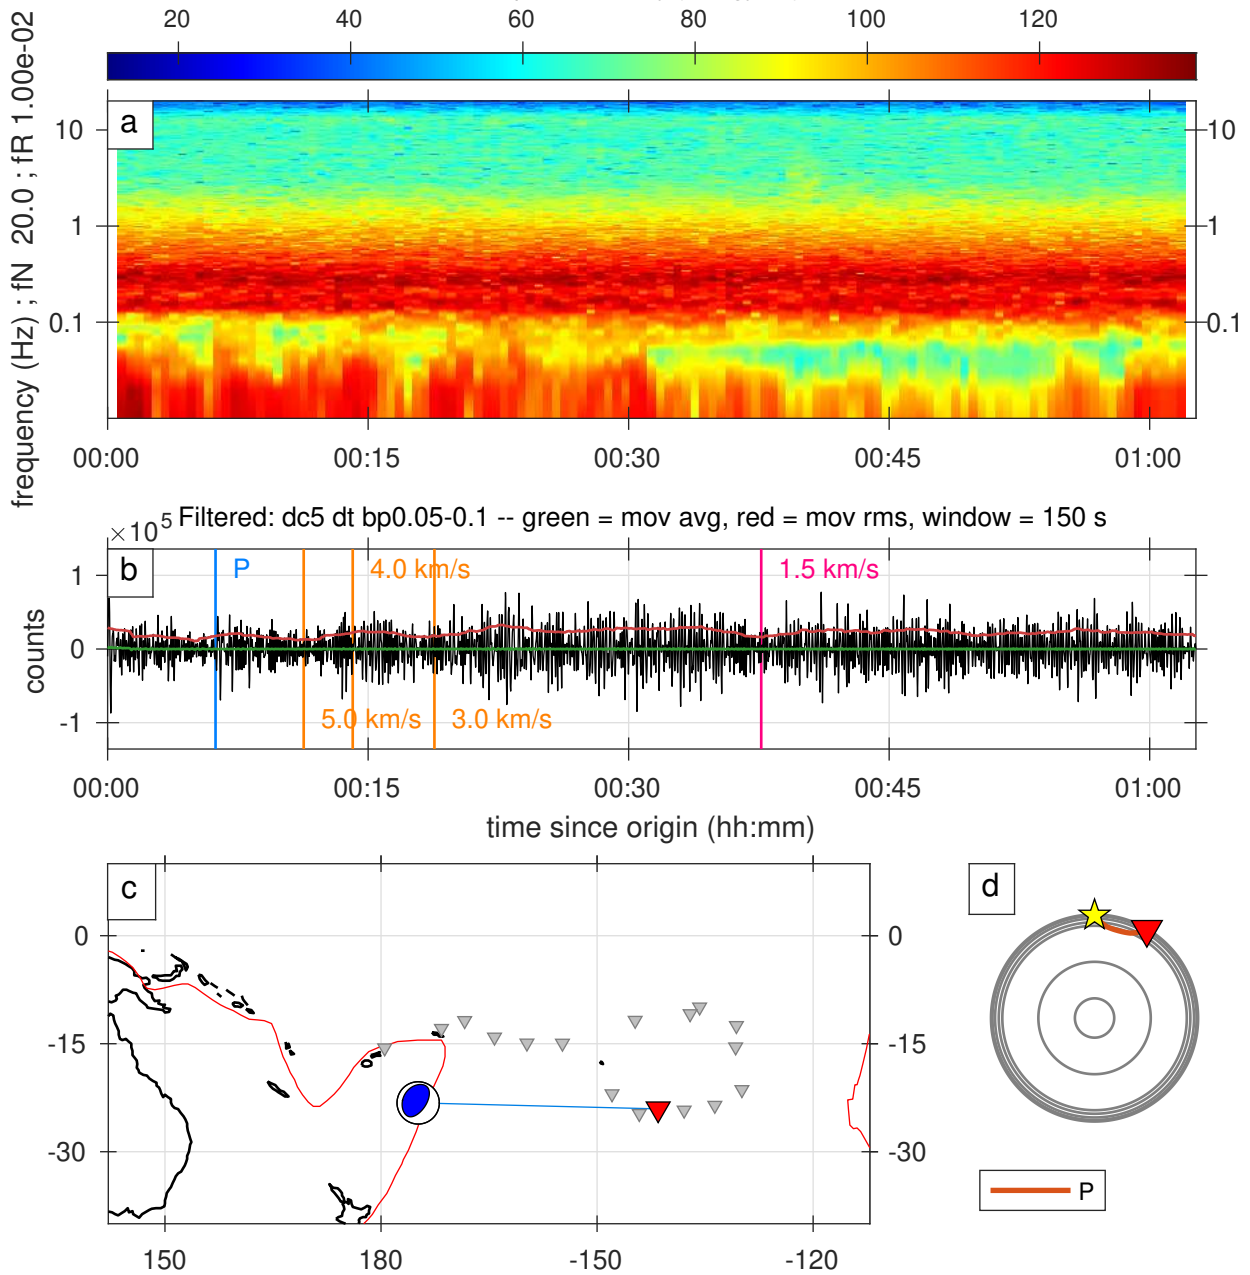 20 40 60 80 100 120
frequency (Hz) ; fN 20.0 ; fR 1.00e-02
a
10 10
1 1
0.1 0.1
00:00 00:15 00:30 00:45 01:00
×10 5 Filtered: dc5 dt bp0.05-0.1 -- green = mov avg, red = mov rms, window = 150 s
b
P 4.0 km/s 1.5 km/s
counts
1
0
-1
5.0 km/s 3.0 km/s
00:00 00:15 00:30 00:45 01:00
time since origin (hh:mm)
c
d
0 0
-15 -15
-30 -30
150 180 -150 -120
P